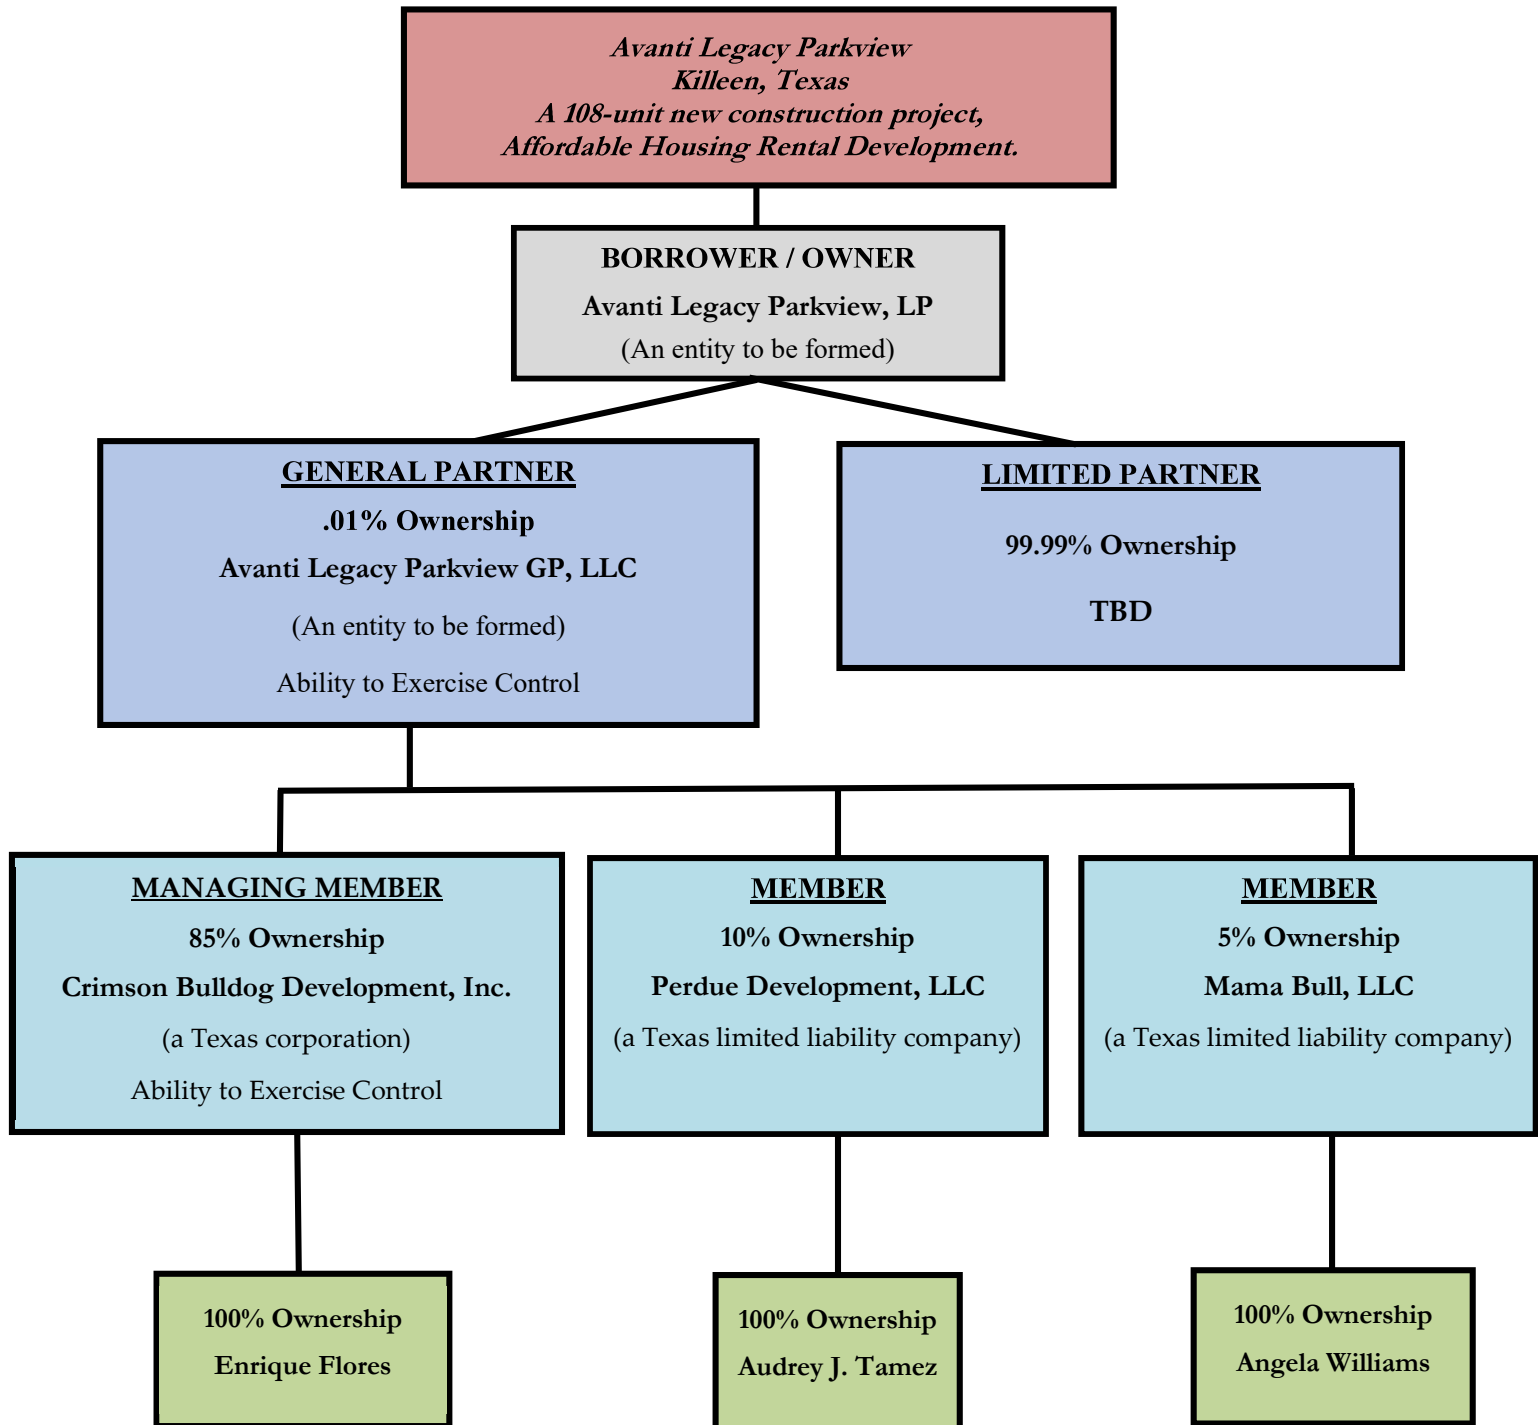 Avanti Legacy Parkview
Killeen, Texas
A 108-unit new construction project,
Affordable Housing Rental Development.
BORROWER / OWNER
Avanti Legacy Parkview, LP
(An entity to be formed)
GENERAL PARTNER
.01% Ownership
Avanti Legacy Parkview GP, LLC
(An entity to be formed)
Ability to Exercise Control
LIMITED PARTNER
99.99% Ownership
TBD
MANAGING MEMBER
85% Ownership
Crimson Bulldog Development, Inc.
(a Texas corporation)
Ability to Exercise Control
MEMBER
10% Ownership
Perdue Development, LLC
(a Texas limited liability company)
MEMBER
5% Ownership
Mama Bull, LLC
(a Texas limited liability company)
100% Ownership
Enrique Flores
100% Ownership
Audrey J. Tamez
100% Ownership
Angela Williams